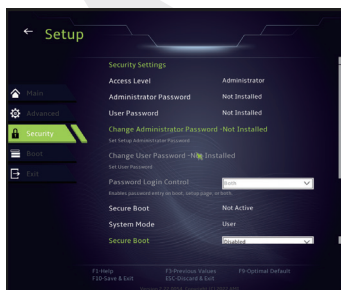 Setup
Main
Advanced
Security
Boot
Exit
Security Settings
Access Level Administrator
Administrator Password Not Installed
User Password Not Installed
Change Administrator Password -Not Installed
Set Setup Administrator Password
Change User Password -Not Installed
Set User Password
Password Login Control Both
Enables password entry by boot, setup page, or both.
Secure Boot Not Active
System Mode User
Secure Boot Disabled
F1-Help F3-Previous Values F9-Optimal Default
F10-Save & Exit ESC-Discard & Exit